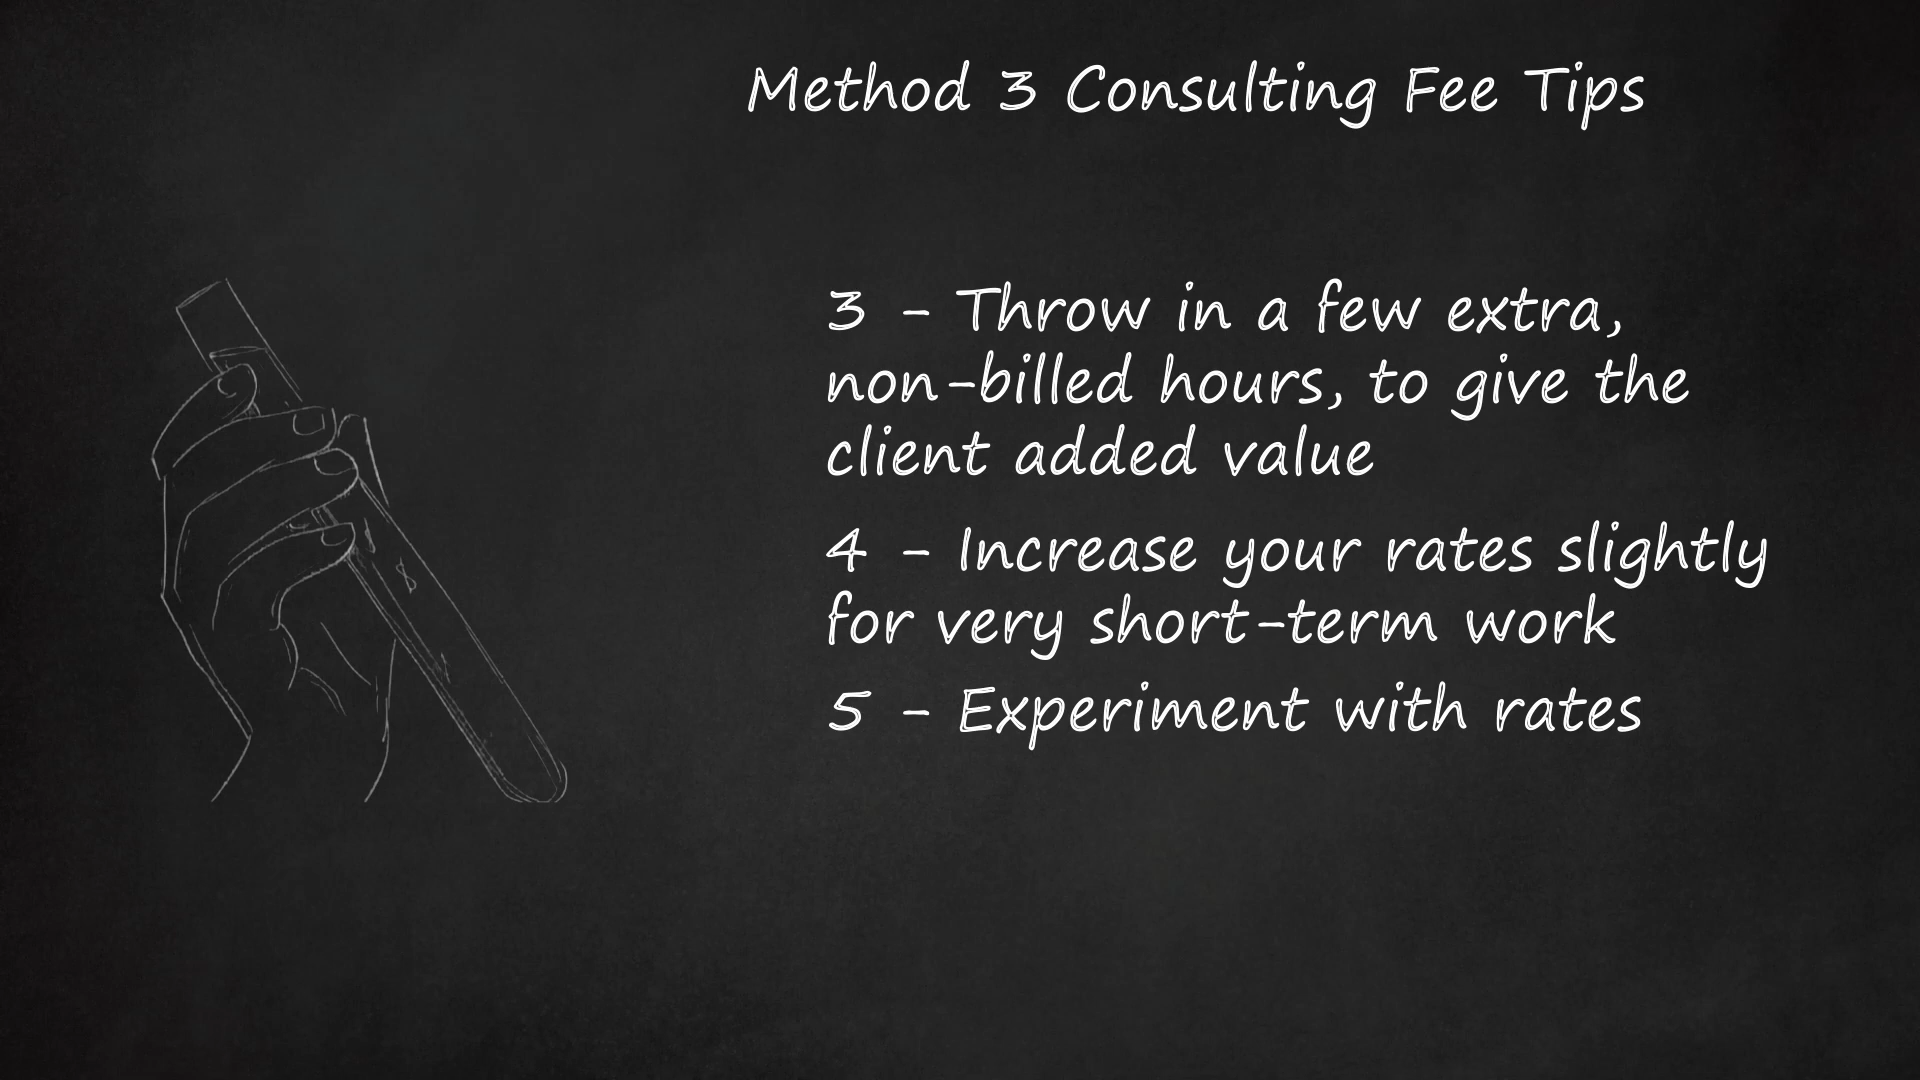 Method 3 Consulting Fee Tips
3 - Throw in a few extra,
non-billed hours, to give the
client added value
4 - Increase your rates slightly
for very short-term work
5 - Experiment with rates